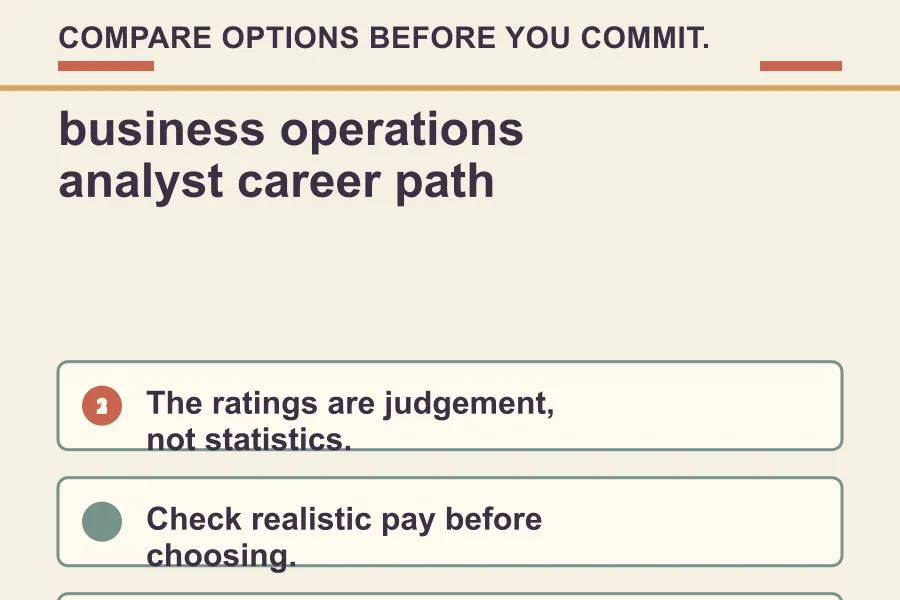 COMPARE OPTIONS BEFORE YOU COMMIT.
business operations
analyst career path
The ratings are judgement,
not statistics.
Check realistic pay before
choosing.